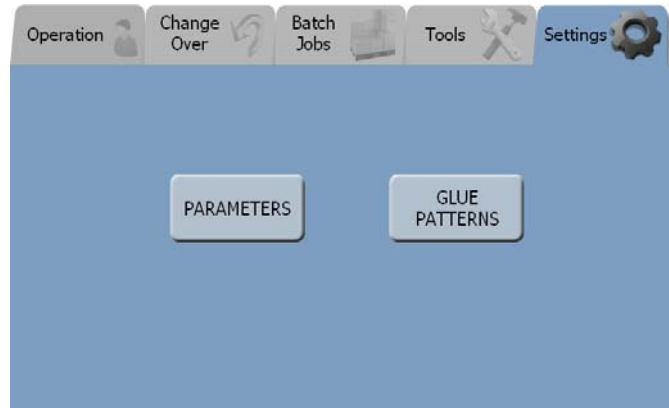 Operation
Change
Over
Batch
Jobs
Tools
Settings
PARAMETERS
GLUE
PATTERNS